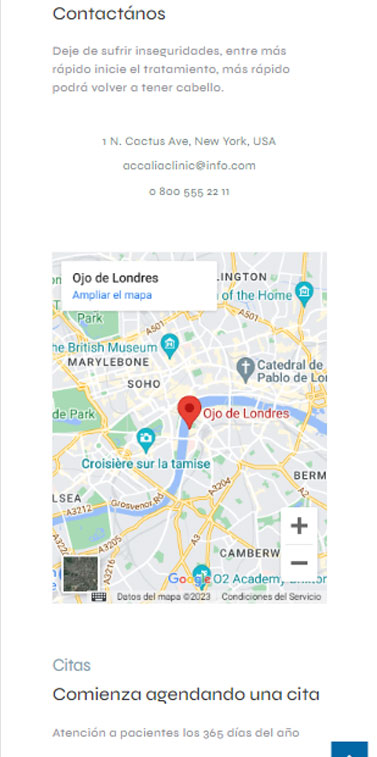 Contactános
Deje de sufrir inseguridades, entre más
rápido inicie el tratamiento, más rápido
podrá volver a tener cabello.
1 N. Cactus Ave, New York, USA
accaliaclinic@info.com
0 800 555 22 11
Ojo de Londres
Ampliar el mapa
LINGTON
of the Home
A501
Park
A501
he British Museum
MARYLEBONE
Catedral de
Pablo de Lo
SOHO
de Park
Ojo de Londres
Croisière sur la tamise
BERM
LSEA
Grosvenor Rd
A3204
A3212
A3220
A3205
A202
CAMBERW
Google
O2 Academy
Datos del mapa ©2023
Condiciones del Servicio
Citas
Comienza agendando una cita
Atención a pacientes los 365 días del año